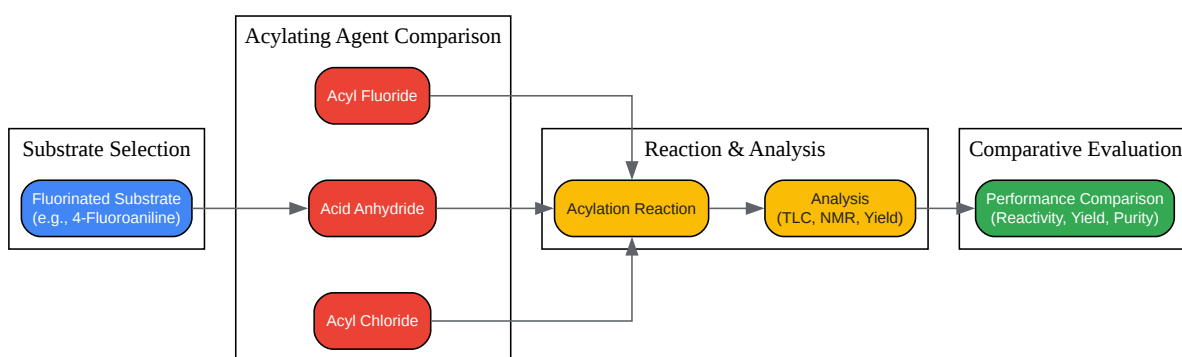 Substrate Selection
Fluorinated Substrate
(e.g., 4-Fluoroaniline)
Acylating Agent Comparison
Acyl Fluoride
Acid Anhydride
Acyl Chloride
Reaction & Analysis
Acylation Reaction
Analysis
(TLC, NMR, Yield)
Comparative Evaluation
Performance Comparison
(Reactivity, Yield, Purity)